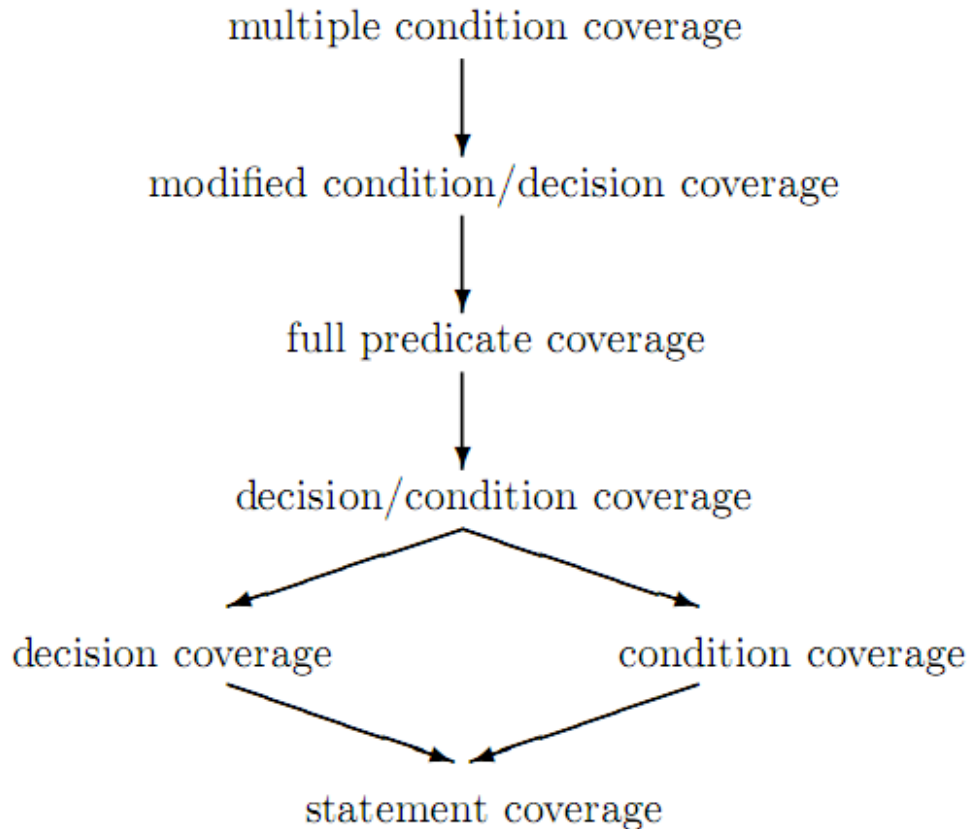 multiple condition coverage
modified condition/decision coverage
full predicate coverage
decision/condition coverage
decision coverage
condition coverage
statement coverage